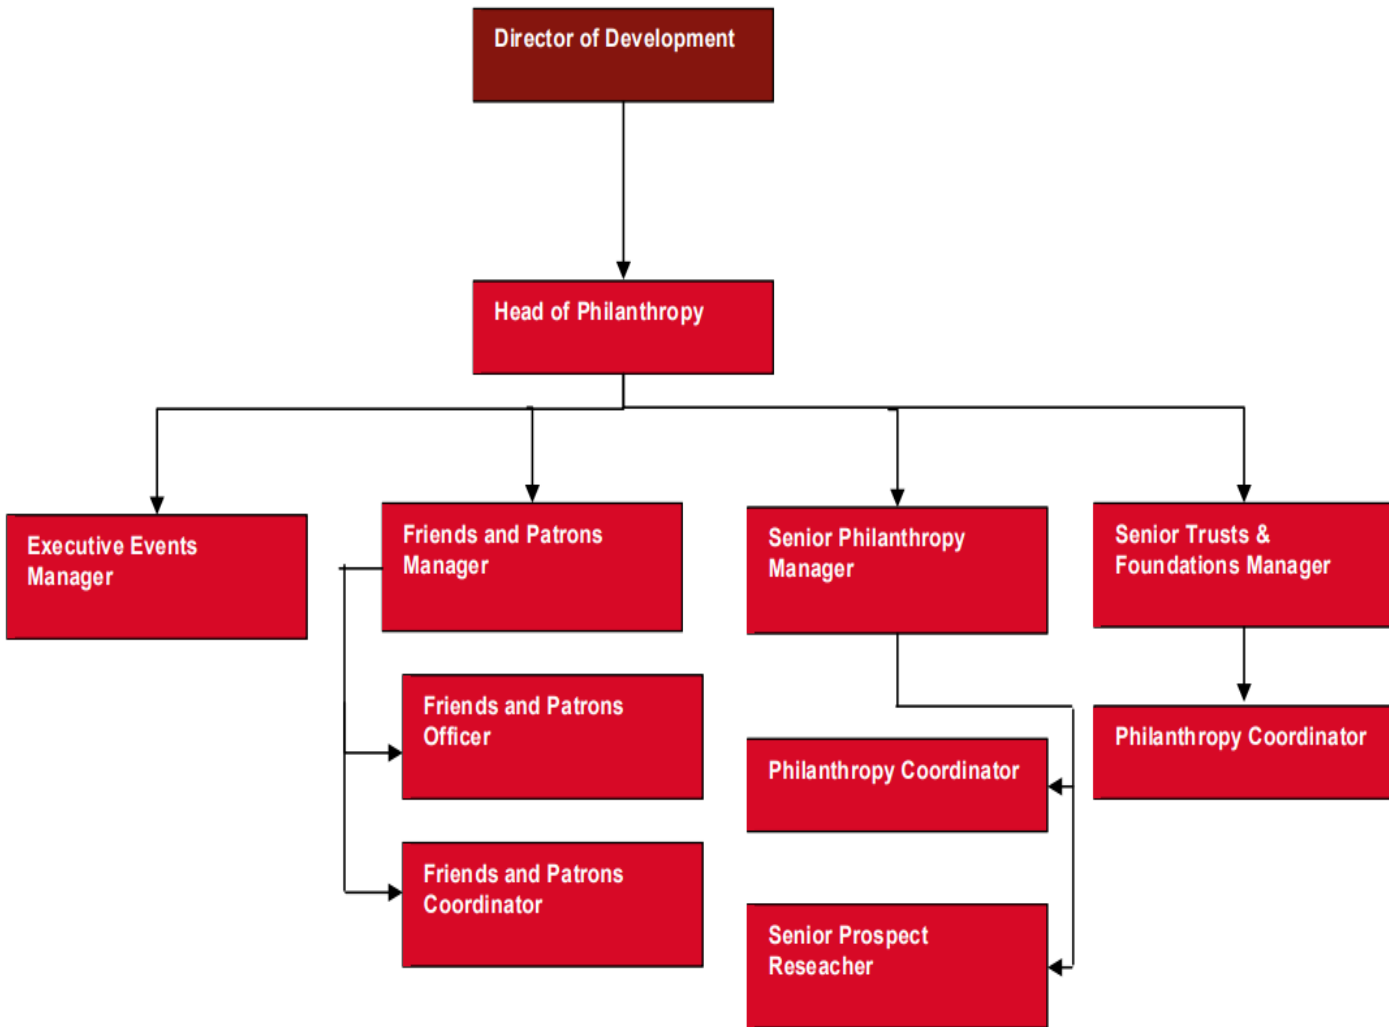 Director of Development
Head of Philanthropy
Executive Events
Manager
Friends and Patrons
Manager
Senior Philanthropy
Manager
Senior Trusts &
Foundations Manager
Friends and Patrons
Officer
Philanthropy Coordinator
Philanthropy Coordinator
Friends and Patrons
Coordinator
Senior Prospect
Reseacher